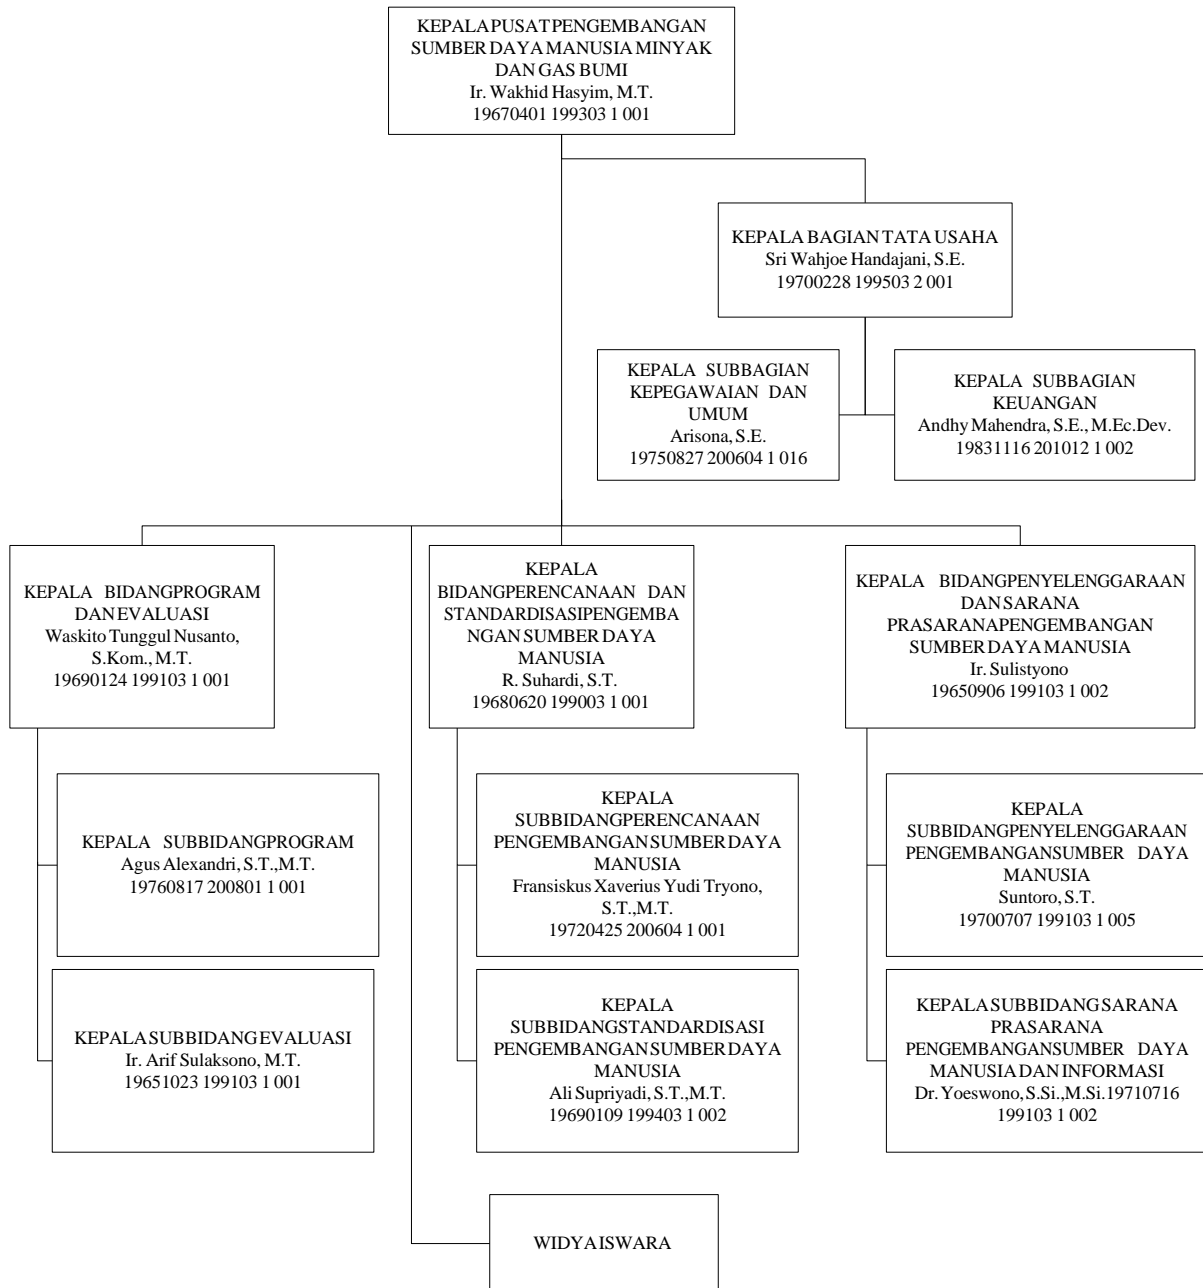 KEPALA PUSAT PENGEMBANGAN
SUMBER DAYA MANUSIA MINYAK
DAN GAS BUMI
Ir. Wakhid Hasyim, M.T.
19670401 199303 1 001
KEPALA BAGIAN TATA USAHA
Sri Wahjoe Handajani, S.E.
19700228 199503 2 001
KEPALA SUBBAGIAN
KEPEGAWAIAN DAN
UMUM
Arisona, S.E.
19750827 200604 1 016
KEPALA SUBBAGIAN
KEUANGAN
Andhy Mahendra, S.E., M.Ec.Dev.
19831116 201012 1 002
KEPALA BIDANGPROGRAM
DAN EVALUASI
Waskito Tunggul Nusanto,
S.Kom., M.T.
19690124 199103 1 001
KEPALA
BIDANGPERENCANAAN DAN
STANDARDISASIPENGEMBA
NGAN SUMBER DAYA
MANUSIA
R. Suhardi, S.T.
19680620 199003 1 001
KEPALA BIDANGPENYELENGGARAAN
DAN SARANA
PRASARANAPENGEMBANGAN
SUMBER DAYA MANUSIA
Ir. Sulistyono
19650906 199103 1 002
KEPALA SUBBIDANGPROGRAM
Agus Alexandri, S.T.,M.T.
19760817 200801 1 001
KEPALA
SUBBIDANGPERENCANAAN
PENGEMBANGAN SUMBER DAYA
MANUSIA
Fransiskus Xaverius Yudi Tryono,
S.T.,M.T.
19720425 200604 1 001
KEPALA
SUBBIDANGPENYELENGGARAAN
PENGEMBANGANSUMBER DAYA
MANUSIA
Suntoro, S.T.
19700707 199103 1 005
KEPALA SUBBIDANG EVALUASI
Ir. Arif Sulaksono, M.T.
19651023 199103 1 001
KEPALA
SUBBIDANGSTANDARDISASI
PENGEMBANGAN SUMBER DAYA
MANUSIA
Ali Supriyadi, S.T.,M.T.
19690109 199403 1 002
KEPALA SUBBIDANG SARANA
PRASARANA
PENGEMBANGANSUMBER DAYA
MANUSIA DAN INFORMASI
Dr. Yoeswono, S.Si.,M.Si.19710716
199103 1 002
WIDYAISWARA